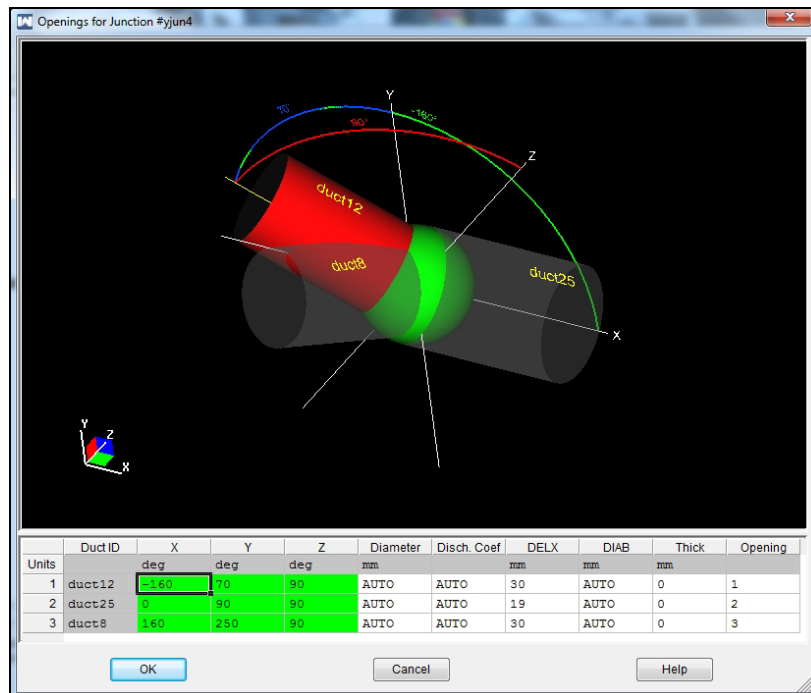 Openings for Junction #yjun4
Y
70°
-160°
90°
Z
duct12
duct8
duct25
X
Y
Z
X
Duct ID X Y Z Diameter Disch. Coef DELX DIAB Thick Opening
Units deg deg deg mm mm mm mm
1 duct12 -160 70 90 AUTO AUTO 30 AUTO 0 1
2 duct25 0 90 90 AUTO AUTO 19 AUTO 0 2
3 duct8 160 250 90 AUTO AUTO 30 AUTO 0 3
OK Cancel Help